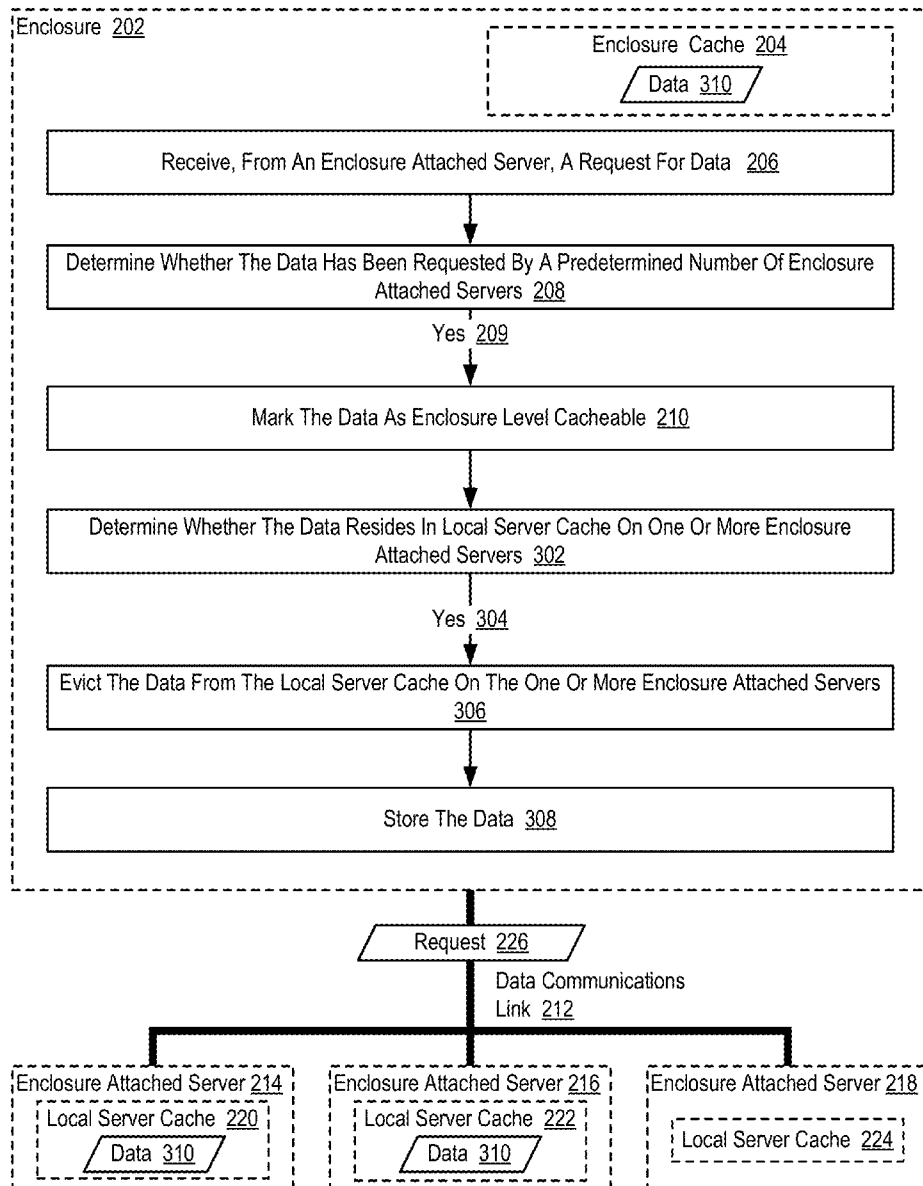 Enclosure 202
Enclosure Cache 204
Data 310
Receive, From An Enclosure Attached Server, A Request For Data 206
Determine Whether The Data Has Been Requested By A Predetermined Number Of Enclosure
Attached Servers 208
Yes 209
Mark The Data As Enclosure Level Cacheable 210
Determine Whether The Data Resides In Local Server Cache On One Or More Enclosure
Attached Servers 302
Yes 304
Evict The Data From The Local Server Cache On The One Or More Enclosure Attached Servers
306
Store The Data 308
Request 226
Data Communications
Link 212
Enclosure Attached Server 214
Local Server Cache 220
Data 310
Enclosure Attached Server 216
Local Server Cache 222
Data 310
Enclosure Attached Server 218
Local Server Cache 224